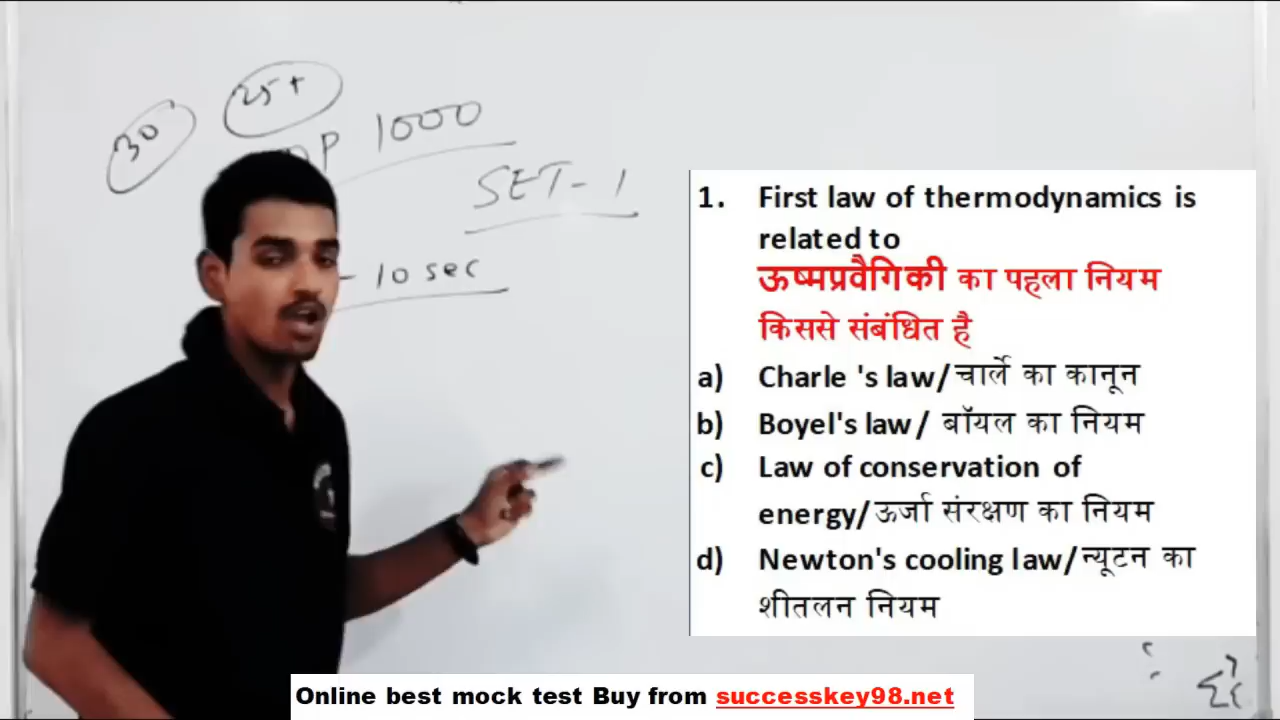 30
25+
OP 1000
SET-1
- 10 sec
1. First law of thermodynamics is
related to
ऊष्मप्रवैगिकी का पहला नियम
किससे संबंधित है
a) Charle 's law/चार्ले का कानून
b) Boyel's law/ बॉयल का नियम
c) Law of conservation of
energy/ऊर्जा संरक्षण का नियम
d) Newton's cooling law/न्यूटन का
शीतलन नियम
Online best mock test Buy from successkey98.net